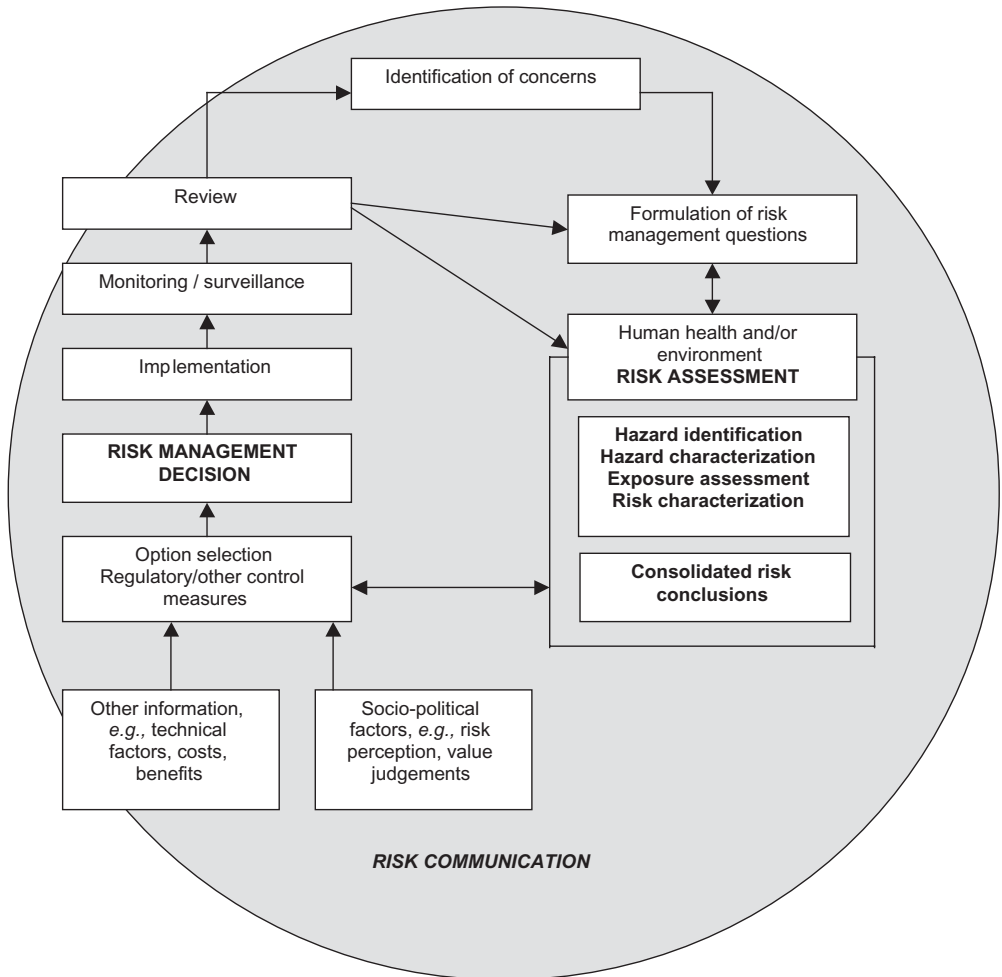 Identification of concerns
Review
Formulation of risk
management questions
Monitoring / surveillance
Human health and/or
environment
RISK ASSESSMENT
Implementation
Hazard identification
Hazard characterization
Exposure assessment
Risk characterization
RISK MANAGEMENT
DECISION
Option selection
Regulatory/other control
measures
Consolidated risk
conclusions
Other information,
e.g., technical
factors, costs,
benefits
Socio-political
factors, e.g., risk
perception, value
judgements
RISK COMMUNICATION